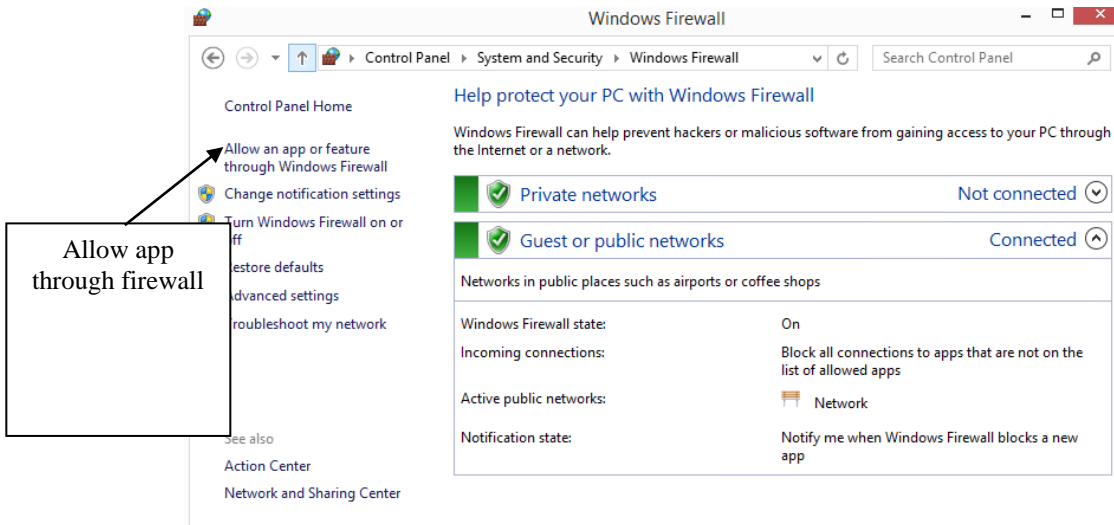 Windows Firewall
Control Panel System and Security Windows Firewall
Search Control Panel
Control Panel Home
Allow an app or feature
through Windows Firewall
Change notification settings
Turn Windows Firewall on or
off
Restore defaults
Advanced settings
Troubleshoot my network
See also
Action Center
Network and Sharing Center
Allow app
through firewall
Help protect your PC with Windows Firewall
Windows Firewall can help prevent hackers or malicious software from gaining access to your PC through
the Internet or a network.
Private networks
Not connected
Guest or public networks
Connected
Networks in public places such as airports or coffee shops
Windows Firewall state:
On
Incoming connections:
Block all connections to apps that are not on the
list of allowed apps
Active public networks:
Network
Notification state:
Notify me when Windows Firewall blocks a new
app